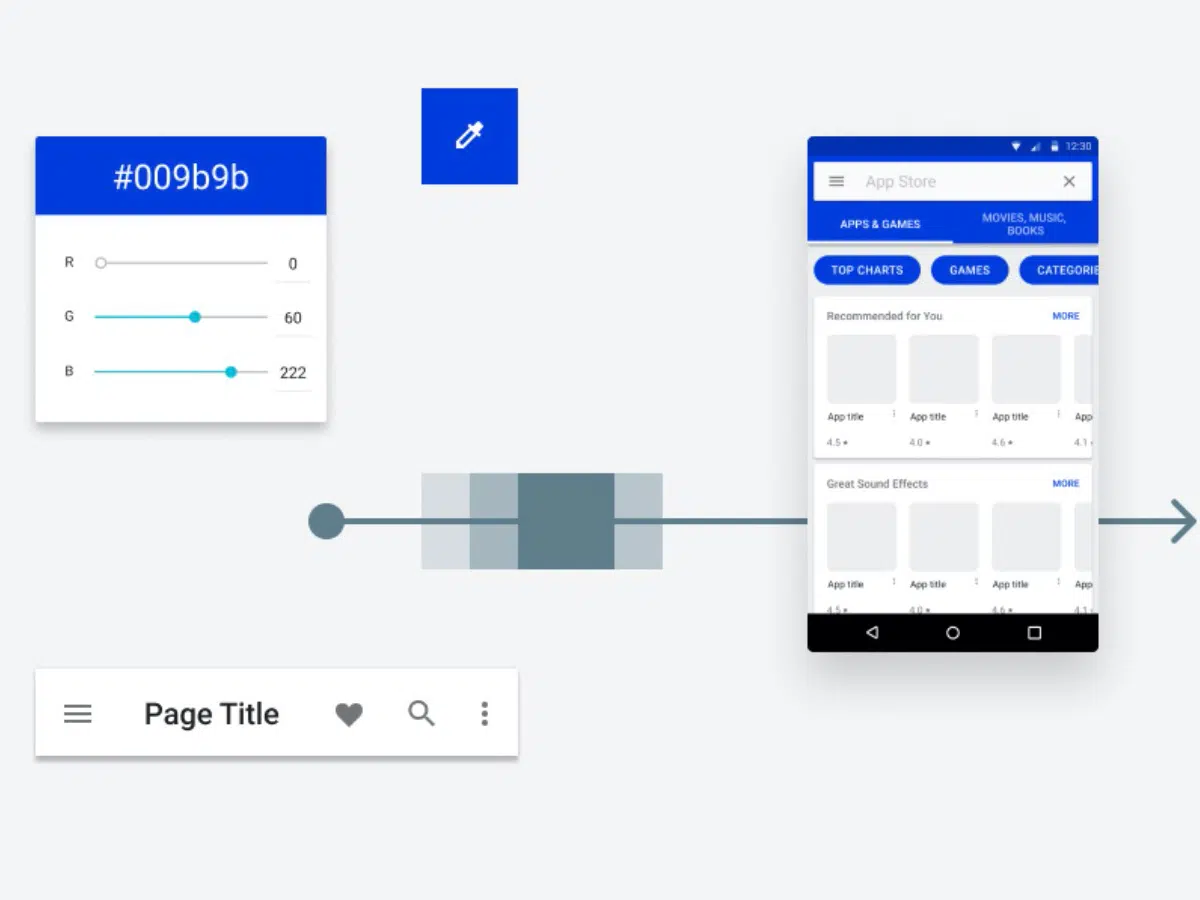 #009b9b
R 0
G 60
B 222
12:30
App Store
APPS & GAMES
MOVIES, MUSIC,
BOOKS
TOP CHARTS GAMES CATEGORIE
Recommended for You MORE
App title App title App title App
4.5 4.0 4.6 4.1
Great Sound Effects MORE
App title App title App title App
4.5 4.0 4.6 4.1
Page Title